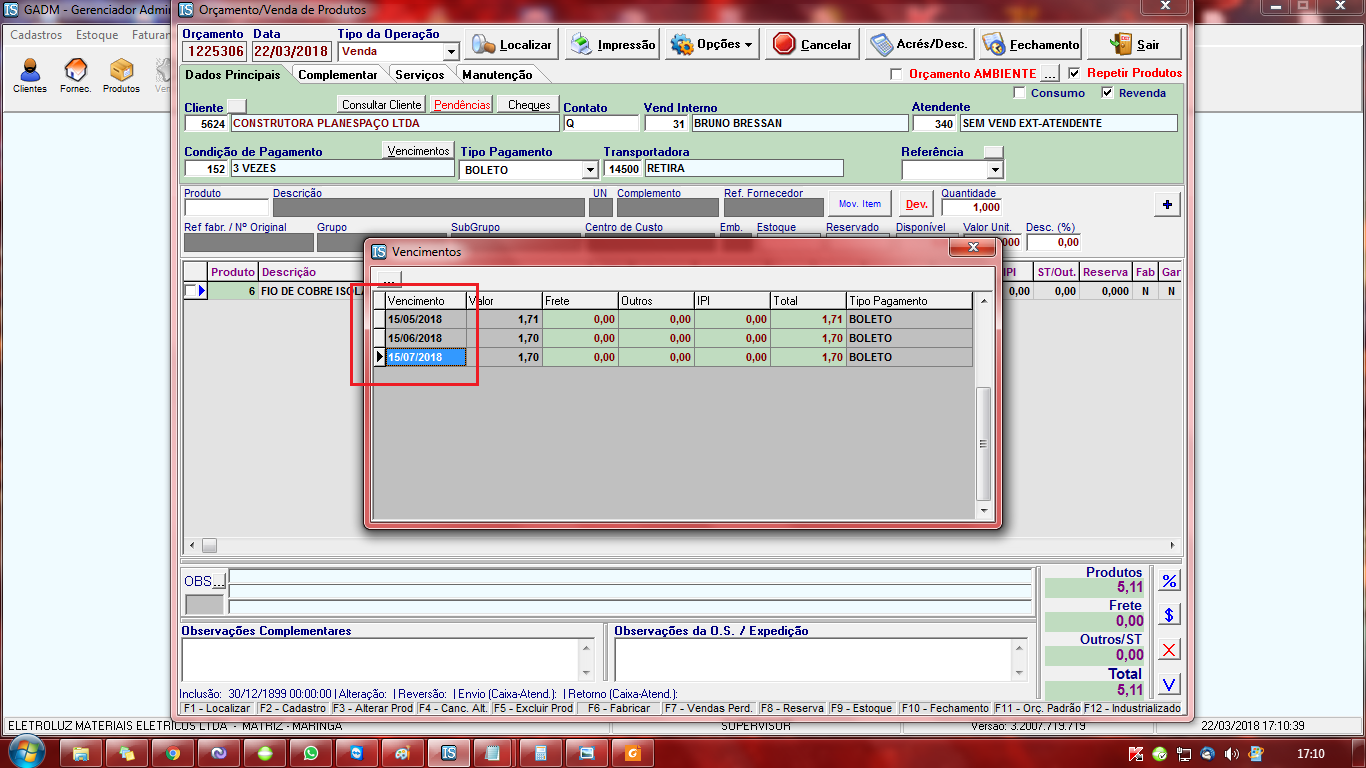 GADM - Gerenciador Admin
Orçamento/Venda de Produtos
Cadastros Estoque Faturan
Clientes Fornec. Produtos
Orçamento Data Tipo da Operação
1225306 22/03/2018 Venda
Localizar Impressão Opções Cancelar Acrés/Desc. Fechamento Sair
Dados Principais Complementar Serviços Manutenção
Orçamento AMBIENTE ... Repetir Produtos
Consumo Revenda
Cliente Consultar Cliente Pendências Cheques Contato Vend Interno Atendente
5624 CONSTRUTORA PLANESPAÇO LTDA Q 31 BRUNO BRESSAN 340 SEM VEND EXT-ATENDENTE
Condição de Pagamento Vencimentos Tipo Pagamento Transportadora Referência
152 3 VEZES BOLETO 14500 RETIRA
Produto Descrição UN Complemento Ref. Fornecedor Mov. Item Dev. Quantidade
1,000 +
Ref fabr. / Nº Original Grupo SubGrupo Centro de Custo Emb. Estoque Reservado Disponível Valor Unit. Desc. (%)
000 0,00
Vencimentos
...
Produto Descrição PI ST/Out. Reserva Fab Gar
6 FIO DE COBRE ISOLA 0,00 0,00 0,000 N N
Vencimento Valor Frete Outros IPI Total Tipo Pagamento
15/05/2018 1,71 0,00 0,00 0,00 1,71 BOLETO
15/06/2018 1,70 0,00 0,00 0,00 1,70 BOLETO
15/07/2018 1,70 0,00 0,00 0,00 1,70 BOLETO
OBS ...
Produtos
5,11 %
Frete
0,00 $
Outros/ST
0,00 X
Total
5,11 V
Observações Complementares Observações da O.S. / Expedição
Inclusão: 30/12/1899 00:00:00 | Alteração: | Reversão: | Envio (Caixa-Atend.): | Retorno (Caixa-Atend.):
F1 - Localizar F2 - Cadastro F3 - Alterar Prod F4 - Canc. Alt. F5 - Excluir Prod F6 - Fabricar F7 - Vendas Perd. F8 - Reserva F9 - Estoque F10 - Fechamento F11 - Orç. Padrão F12 - Industrializado
ELETROLUZ MATERIAIS ELETRICOS LTDA - MATRIZ - MARINGA SUPERVISOR Versão: 3.2007.719.719 22/03/2018 17:10:39
17:10